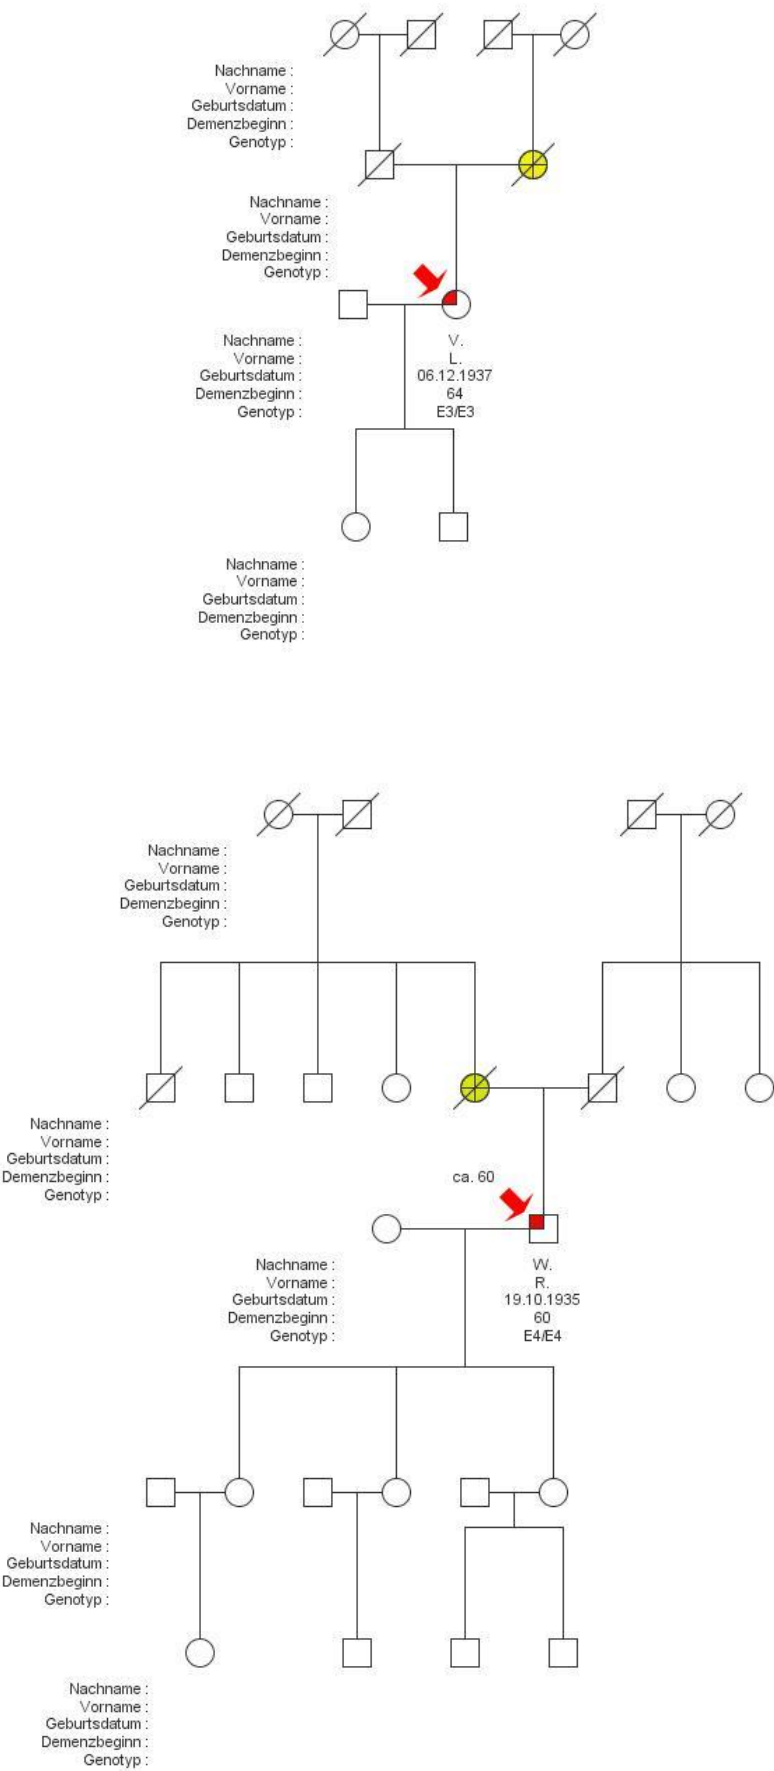 Nachname :
Vorname :
Geburtsdatum :
Demenzbeginn :
Genotyp :
Nachname :
Vorname :
Geburtsdatum :
Demenzbeginn :
Genotyp :
Nachname : V.
Vorname : L.
Geburtsdatum : 06.12.1937
Demenzbeginn : 64
Genotyp : E3/E3
Nachname :
Vorname :
Geburtsdatum :
Demenzbeginn :
Genotyp :
Nachname :
Vorname :
Geburtsdatum :
Demenzbeginn :
Genotyp :
Nachname :
Vorname :
Geburtsdatum :
Demenzbeginn :
Genotyp :
ca. 60
Nachname : W.
Vorname : R.
Geburtsdatum : 19.10.1935
Demenzbeginn : 60
Genotyp : E4/E4
Nachname :
Vorname :
Geburtsdatum :
Demenzbeginn :
Genotyp :
Nachname :
Vorname :
Geburtsdatum :
Demenzbeginn :
Genotyp :